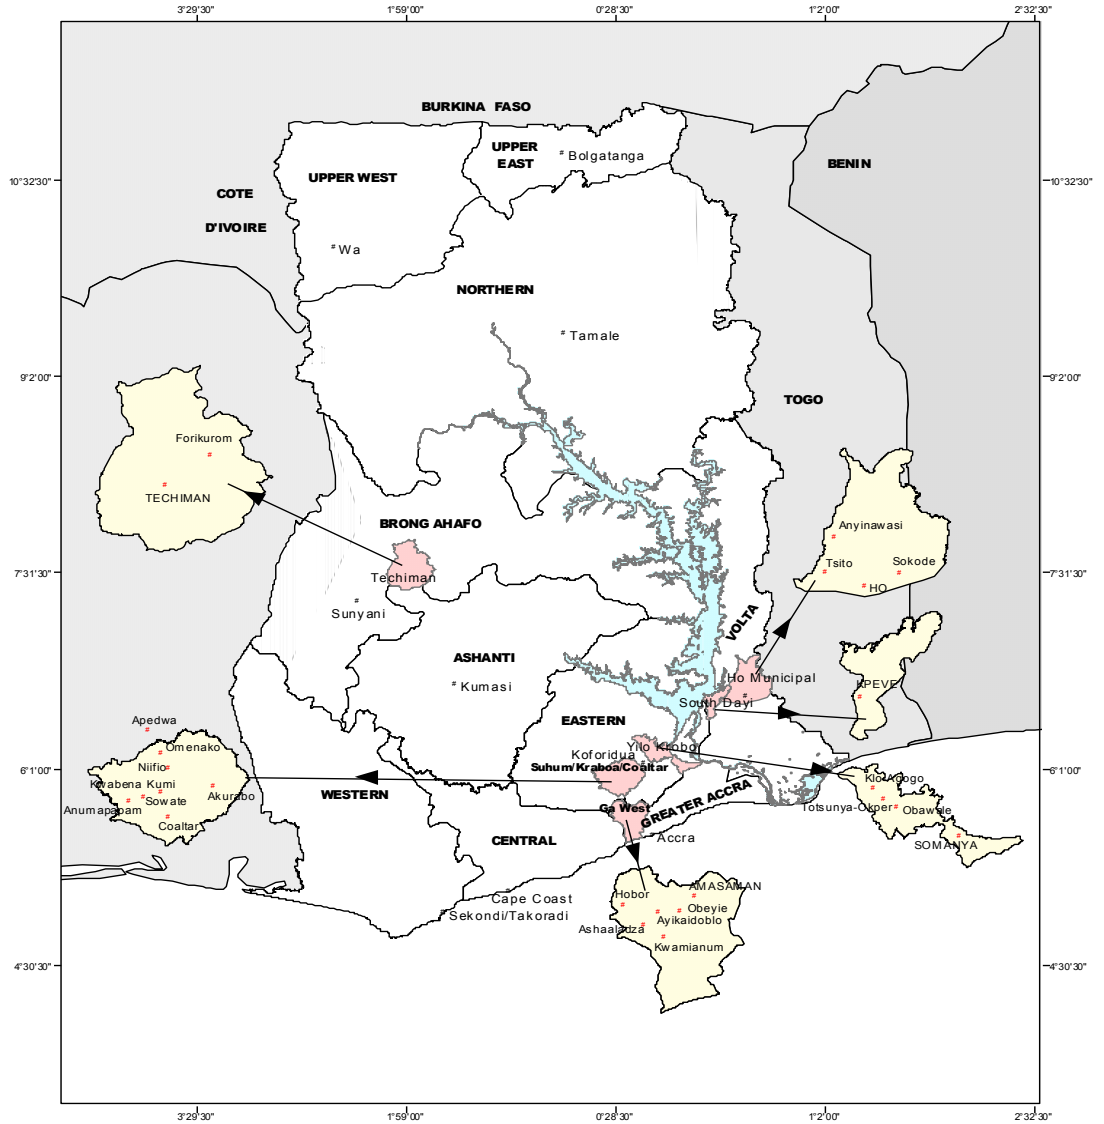 3°29'30" 1°59'00" 0°28'30" 1°2'00" 2°32'30"
BURKINA FASO
UPPER
EAST
Bolgatanga
BENIN
10°32'30" 10°32'30"
UPPER WEST
COTE
D'IVOIRE
Wa
NORTHERN
Tamale
9°2'00" 9°2'00"
TOGO
Forikurom
TECHIMAN
BRONG AHAFO
Anyinawasi
Tsito
Sokode
HO
7°31'30" 7°31'30"
Techiman
Sunyani
VOLTA
ASHANTI
Kumasi
Ho Municipal
KPEVE
South Dayi
EASTERN
Apedwa
Omenako
Niifio
Kwabena Kumi
Sowate
Akurabo
Anumapapam
Coaltar
Yilo Krobo
Koforidua
Suhum/Kraboa/Coaltar
6°1'00" 6°1'00"
Klo-Agogo
Totsunya-Okper
Obawale
SOMANYA
WESTERN
Ga West
GREATER ACCRA
CENTRAL
Accra
Cape Coast
Sekondi/Takoradi
Hobor
AMASAMAN
Obeyie
Ayikaidoblo
Ashaaladza
Kwamianum
4°30'30" 4°30'30"
3°29'30" 1°59'00" 0°28'30" 1°2'00" 2°32'30"